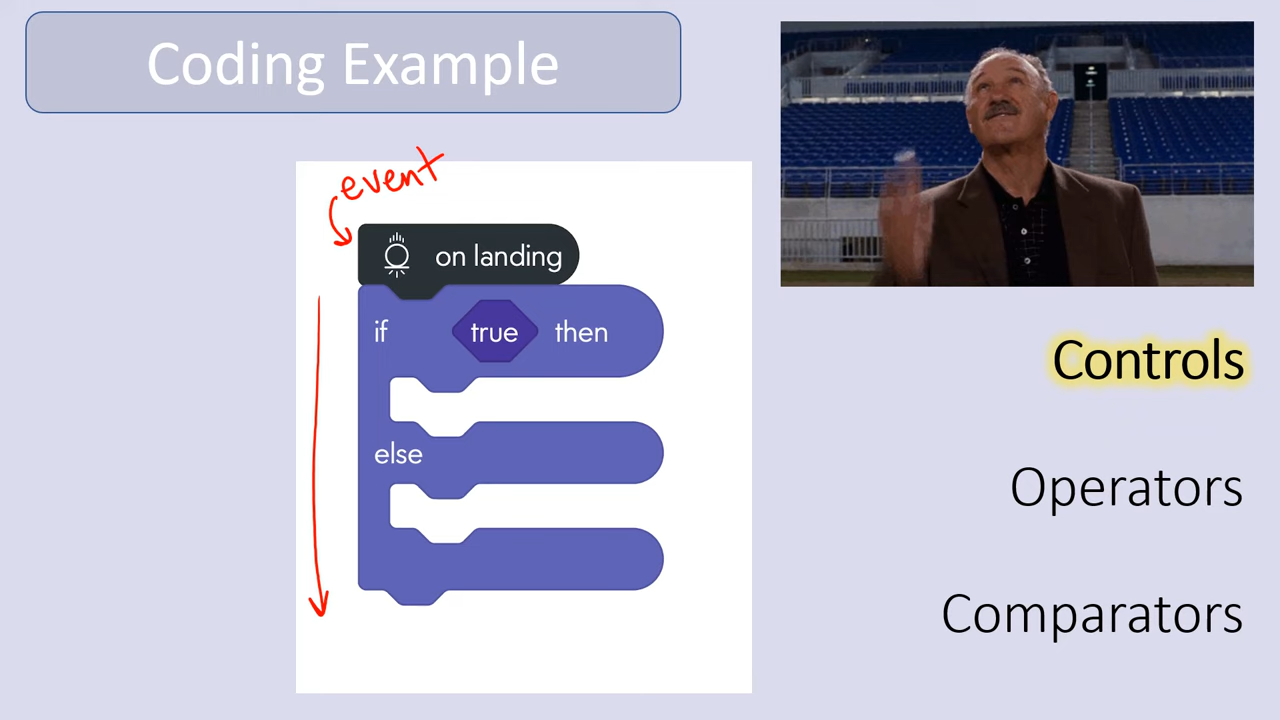 Coding Example
event
on landing
if true then
else
Controls
Operators
Comparators